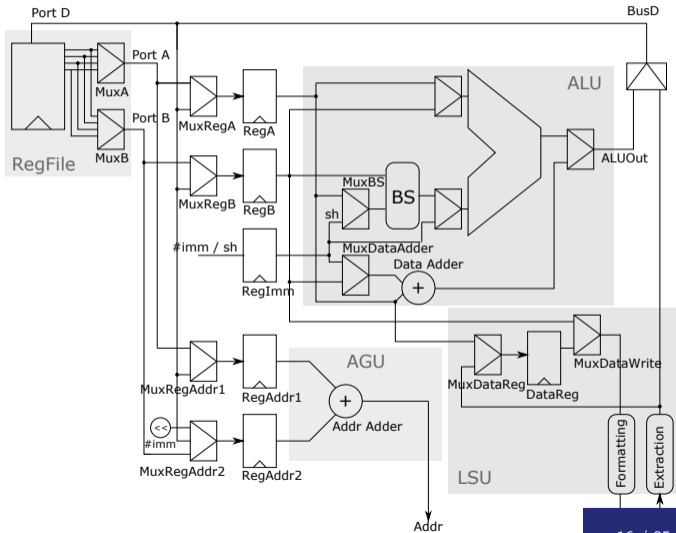 Port D
BusD
Port A
MuxA
Port B
MuxB
RegFile
MuxRegA
RegA
ALU
MuxRegB
RegB
MuxBS
BS
sh
ALUOut
#imm / sh
RegImm
MuxDataAdder
Data Adder
+
AGU
MuxRegAddr1
RegAddr1
+
Addr Adder
<<
#imm
MuxRegAddr2
RegAddr2
Addr
MuxDataReg
DataReg
MuxDataWrite
LSU
Formatting
Extraction